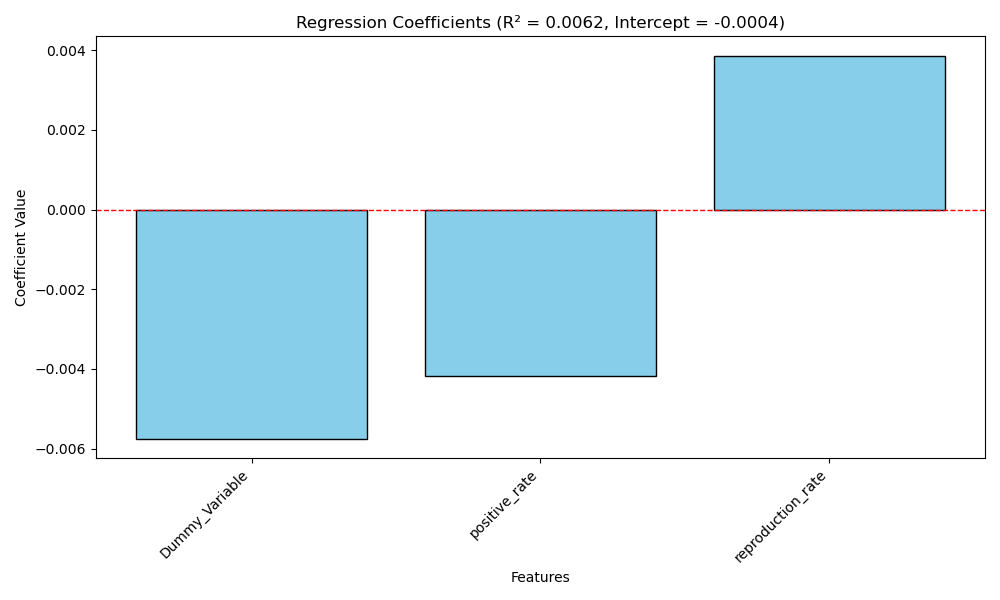 Regression Coefficients (R² = 0.0062, Intercept = -0.0004)
Coefficient Value
0.004
0.002
0.000
−0.002
−0.004
−0.006
Dummy_Variable
positive_rate
reproduction_rate
Features